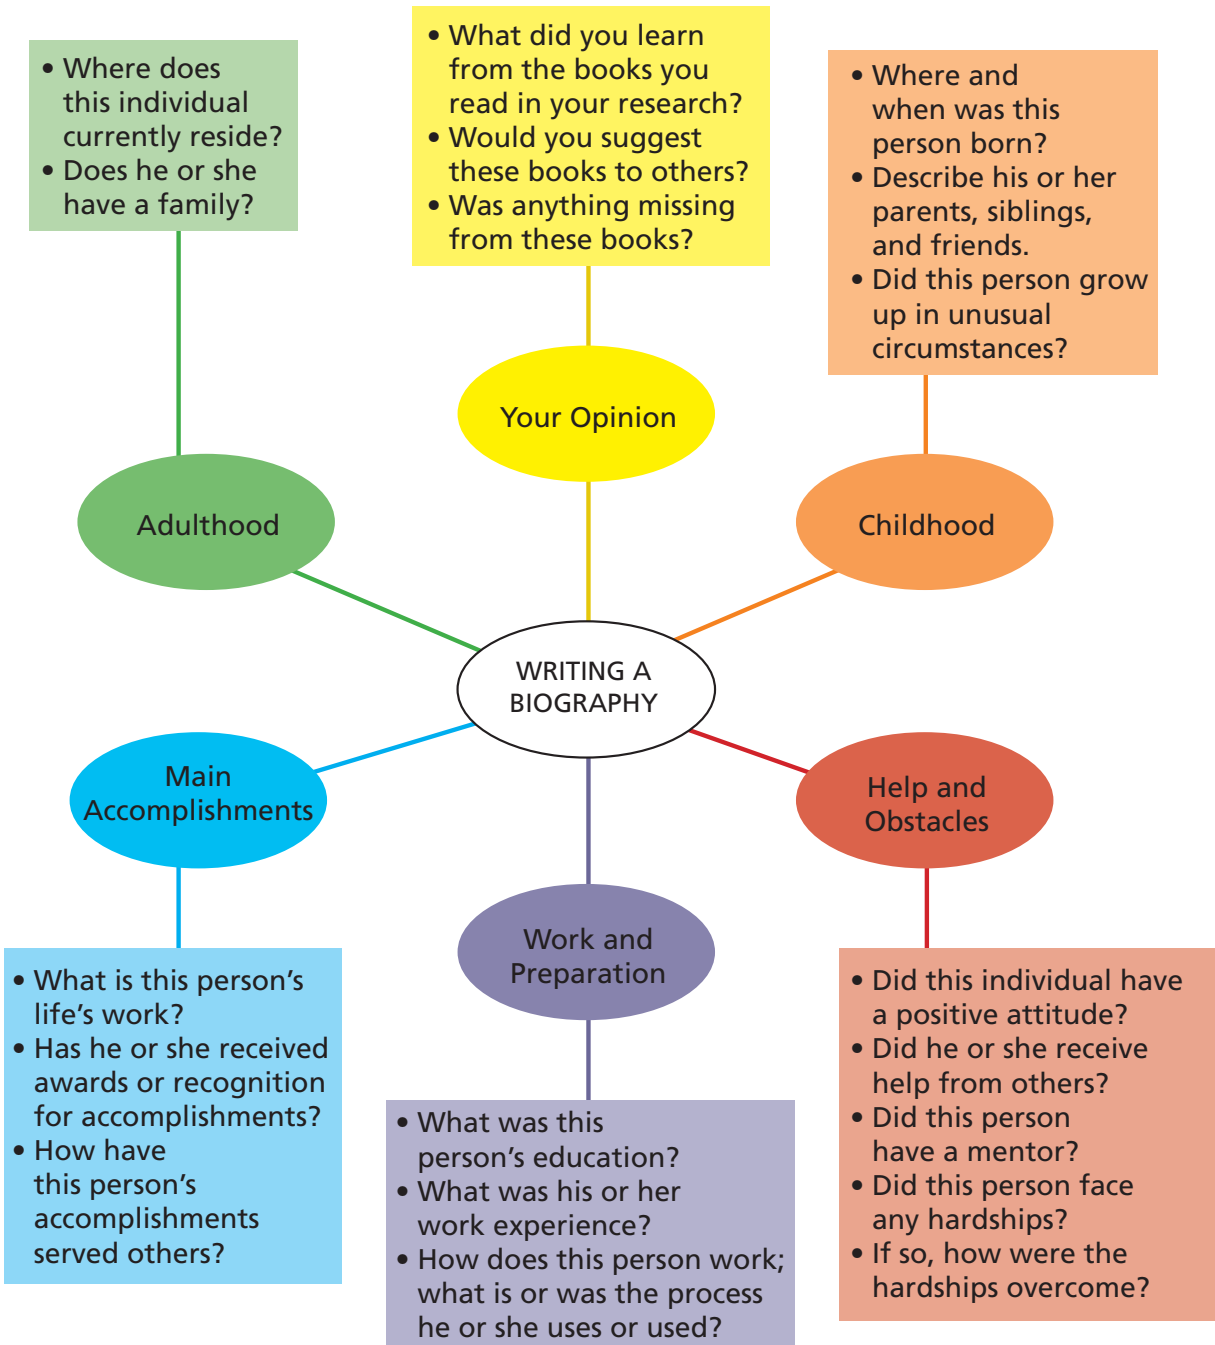 • Where does
this individual
currently reside?
• Does he or she
have a family?
• What did you learn
from the books you
read in your research?
• Would you suggest
these books to others?
• Was anything missing
from these books?
• Where and
when was this
person born?
• Describe his or her
parents, siblings,
and friends.
• Did this person grow
up in unusual
circumstances?
Adulthood
Your Opinion
Childhood
WRITING A
BIOGRAPHY
Main
Accomplishments
Work and
Preparation
Help and
Obstacles
• What is this person’s
life’s work?
• Has he or she received
awards or recognition
for accomplishments?
• How have
this person’s
accomplishments
served others?
• What was this
person’s education?
• What was his or her
work experience?
• How does this person work;
what is or was the process
he or she uses or used?
• Did this individual have
a positive attitude?
• Did he or she receive
help from others?
• Did this person
have a mentor?
• Did this person face
any hardships?
• If so, how were the
hardships overcome?